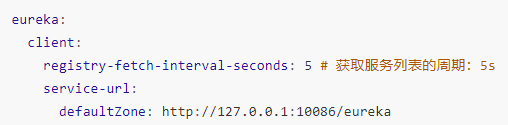 eureka:
  client:
    registry-fetch-interval-seconds: 5 # 获取服务列表的周期：5s
    service-url:
      defaultZone: http://127.0.0.1:10086/eureka